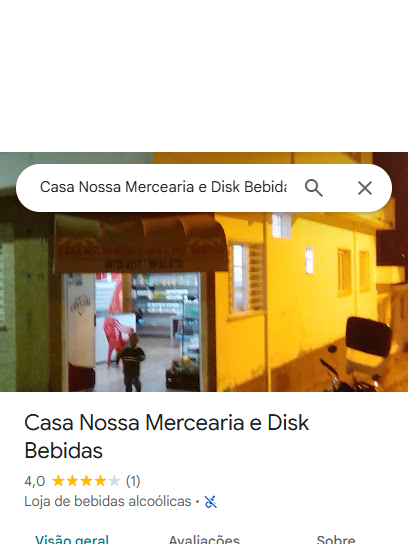 Casa Nossa Mercearia e Disk Bebida
Casa Nossa Mercearia e Disk
Bebidas
4,0 (1)
Loja de bebidas alcoólicas ·
Visão geral Avaliações Sobre